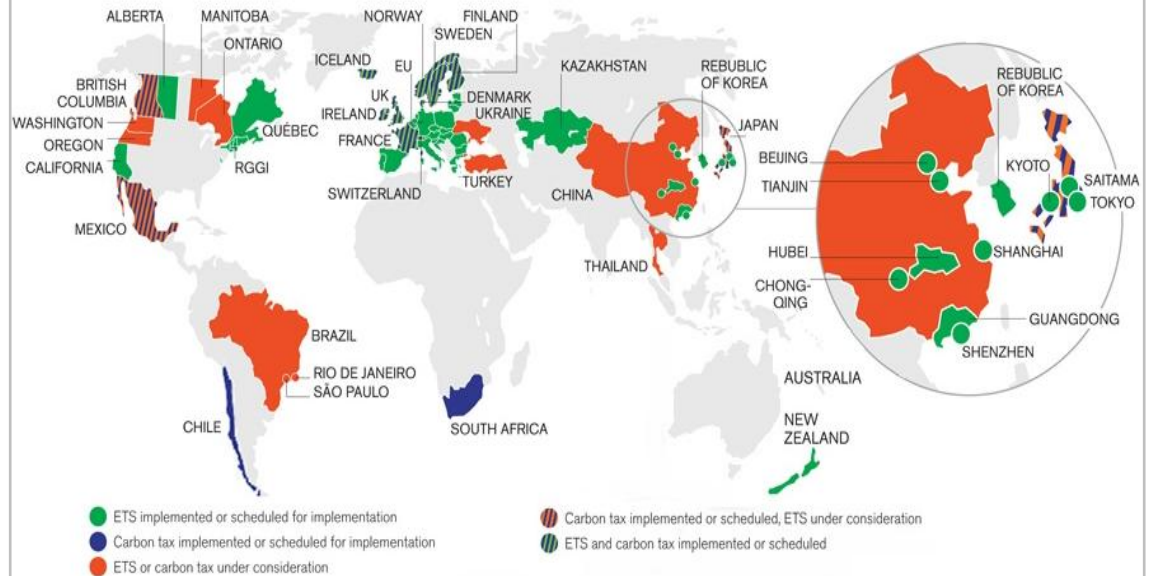 ALBERTA
MANITOBA
ONTARIO
BRITISH
COLUMBIA
WASHINGTON
OREGON
CALIFORNIA
QUÉBEC
RGGI
MEXICO
NORWAY
FINLAND
SWEDEN
ICELAND
EU
UK
IRELAND
FRANCE
DENMARK
UKRAINE
SWITZERLAND
TURKEY
KAZAKHSTAN
REBUBLIC
OF KOREA
JAPAN
CHINA
THAILAND
BRAZIL
RIO DE JANEIRO
SÃO PAULO
CHILE
SOUTH AFRICA
AUSTRALIA
NEW
ZEALAND
REBUBLIC
OF KOREA
BEIJING
TIANJIN
KYOTO
SAITAMA
TOKYO
HUBEI
SHANGHAI
CHONG-
QING
GUANGDONG
SHENZHEN
ETS implemented or scheduled for implementation
Carbon tax implemented or scheduled for implementation
ETS or carbon tax under consideration
Carbon tax implemented or scheduled, ETS under consideration
ETS and carbon tax implemented or scheduled